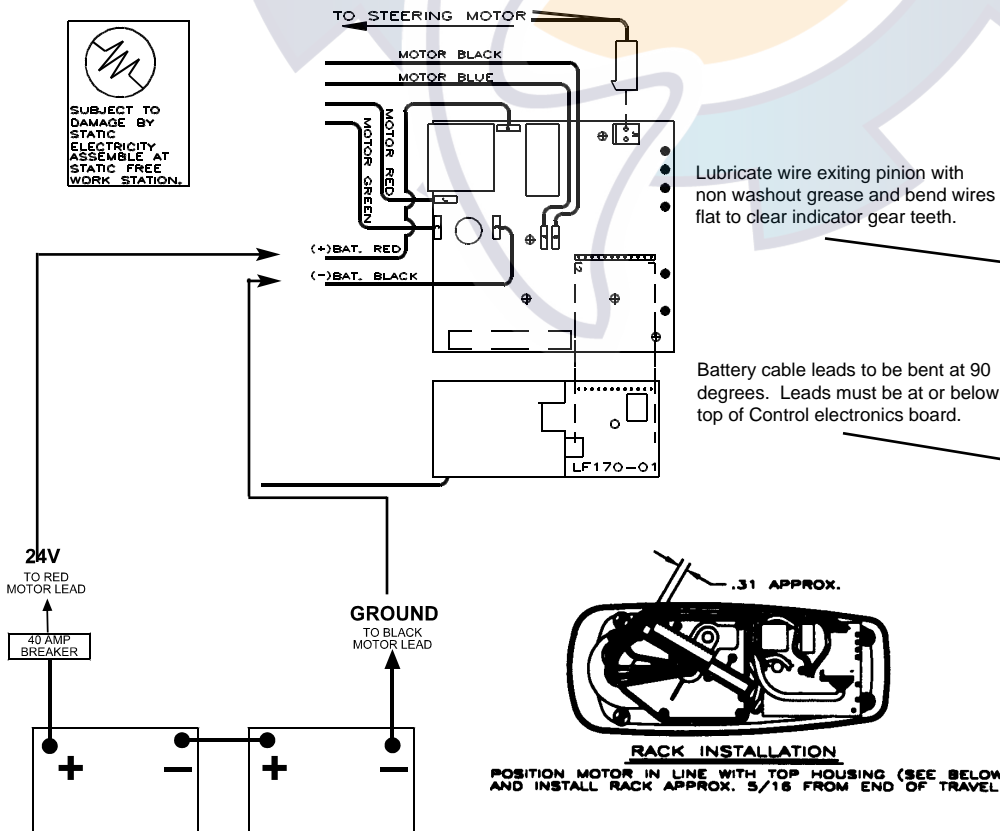 TO STEERING MOTOR
MOTOR BLACK
MOTOR BLUE
SUBJECT TO
DAMAGE BY
STATIC
ELECTRICITY
ASSEMBLE AT
STATIC FREE
WORK STATION.
MOTOR RED
MOTOR GREEN
Lubricate wire exiting pinion with
non washout grease and bend wires
flat to clear indicator gear teeth.
(+)BAT. RED
(-)BAT. BLACK
Battery cable leads to be bent at 90
degrees. Leads must be at or below
top of Control electronics board.
LF170-01
24V
TO RED
MOTOR LEAD
40 AMP
BREAKER
GROUND
TO BLACK
MOTOR LEAD
.31 APPROX.
RACK INSTALLATION
POSITION MOTOR IN LINE WITH TOP HOUSING (SEE BELOW
AND INSTALL RACK APPROX. 5/16 FROM END OF TRAVEL
+ - + -